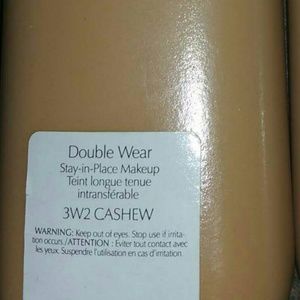 Double Wear
Stay-in-Place Makeup
Teint longue tenue
intransférable
3W2 CASHEW
WARNING: Keep out of eyes. Stop use if irrita-
tion occurs./ATTENTION : Éviter tout contact avec
les yeux. Suspendre l'utilisation en cas d'irritation.